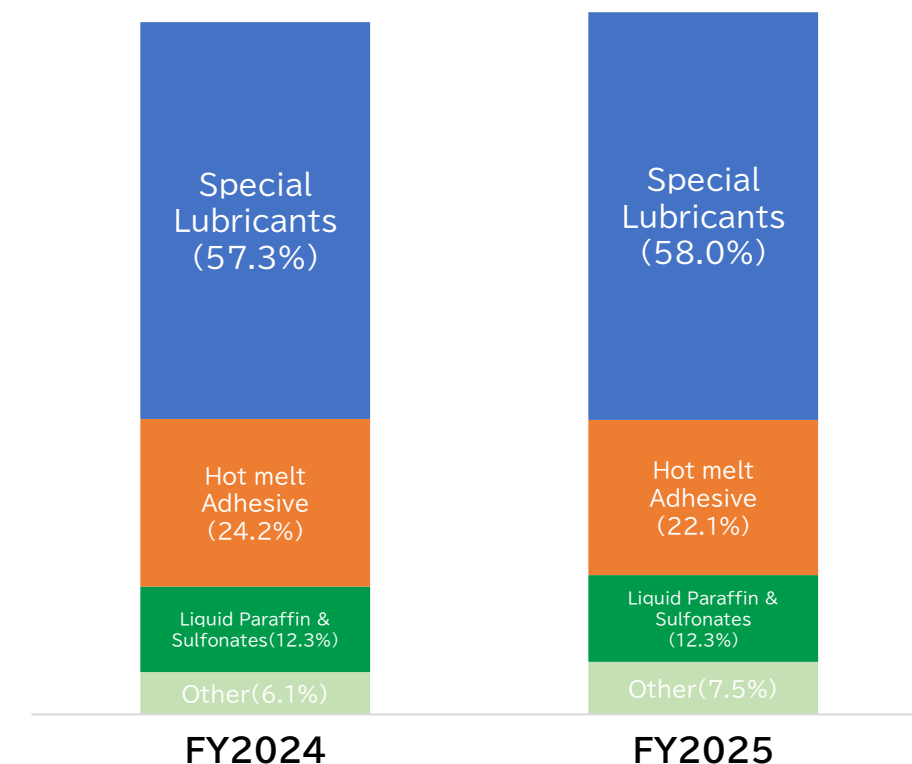 Special
Lubricants
(57.3%)
Hot melt
Adhesive
(24.2%)
Liquid Paraffin &
Sulfonates(12.3%)
Other(6.1%)
FY2024
Special
Lubricants
(58.0%)
Hot melt
Adhesive
(22.1%)
Liquid Paraffin &
Sulfonates
(12.3%)
Other(7.5%)
FY2025